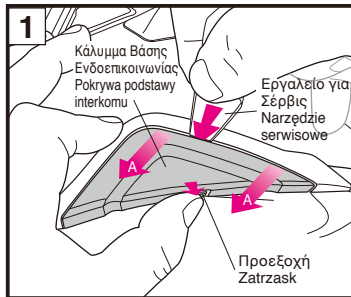 1
Κάλυμμα Βάσης
Ενδοεπικοινωνίας
Pokrywa podstawy
interkomu
Εργαλείο για
Σέρβις
Narzędzie
serwisowe
A
A
Προεξοχή
Zatrzask